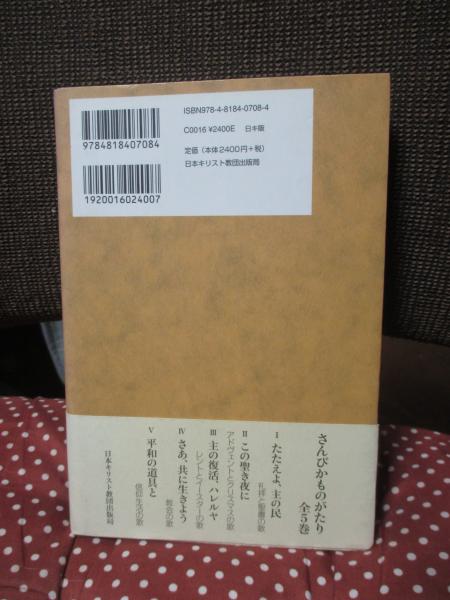 ISBN978-4-8184-0708-4
C0016 ¥2400E 日キ版
定価（本体2400円+税）
日本キリスト教団出版局
9784818407084
1920016024007
さんびかものがたり
全5巻
I たたえよ、主の民
礼拝と聖書の歌
II この聖き夜に
アドヴェントとクリスマスの歌
III 主の復活、ハレルヤ
レントとイースターの歌
IV さあ、共に生きよう
教会の歌
V 平和の道具と
信仰生活の歌
日本キリスト教団出版局